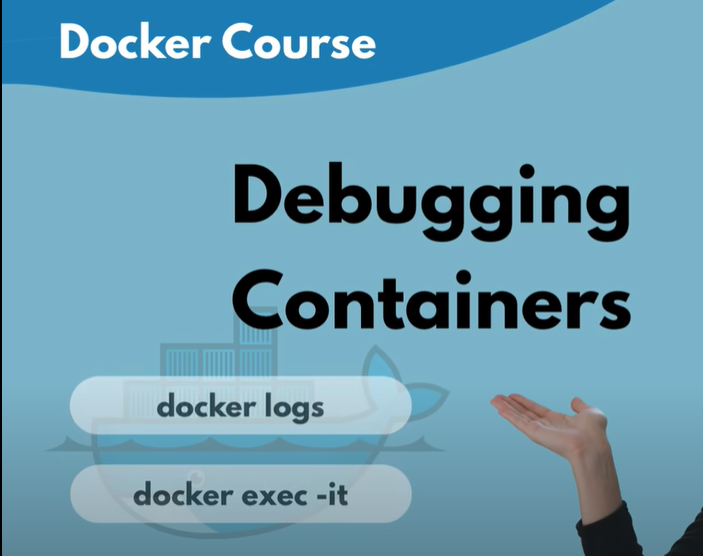 Docker Course
Debugging
Containers
docker logs
docker exec -it